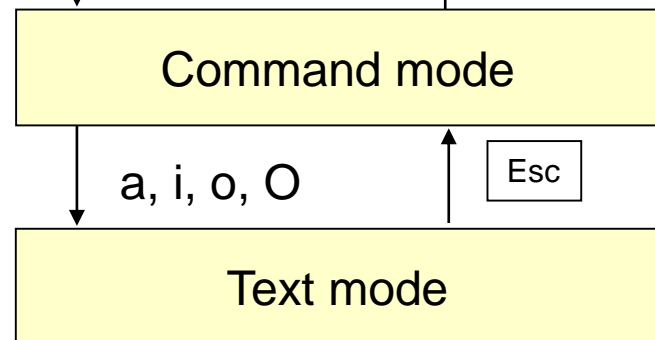 Command mode
a, i, o, O
Esc
Text mode